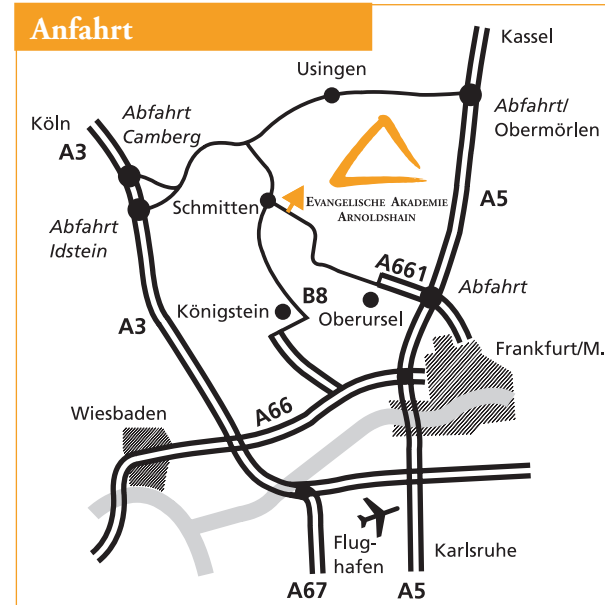 Anfahrt
Kassel
Usingen
Abfahrt
Camberg
Abfahrt/
Obermörlen
Köln
A3
A5
Schmitten
EVANGELISCHE AKADEMIE
ARNOLDSHAIN
Abfahrt
Idstein
A661
Abfahrt
B8
Königstein
Oberursel
A3
Frankfurt/M.
Wiesbaden
A66
Flug-
hafen
Karlsruhe
A67
A5